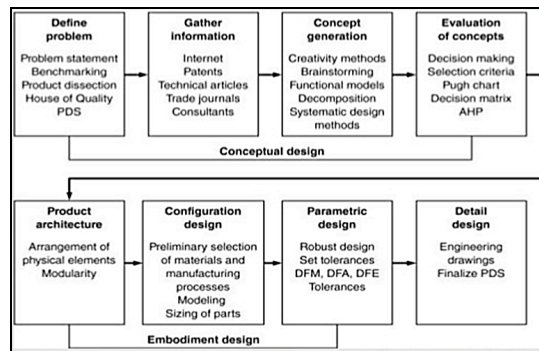 Define
problem
Problem statement
Benchmarking
Product dissection
House of Quality
PDS
Gather
information
Internet
Patents
Technical articles
Trade journals
Consultants
Concept
generation
Creativity methods
Brainstorming
Functional models
Decomposition
Systematic design
methods
Evaluation
of concepts
Decision making
Selection criteria
Pugh chart
Decision matrix
AHP
Conceptual design
Product
architecture
Arrangement of
physical elements
Modularity
Configuration
design
Preliminary selection
of materials and
manufacturing
processes
Modeling
Sizing of parts
Parametric
design
Robust design
Set tolerances
DFM, DFA, DFE
Tolerances
Detail
design
Engineering
drawings
Finalize PDS
Embodiment design